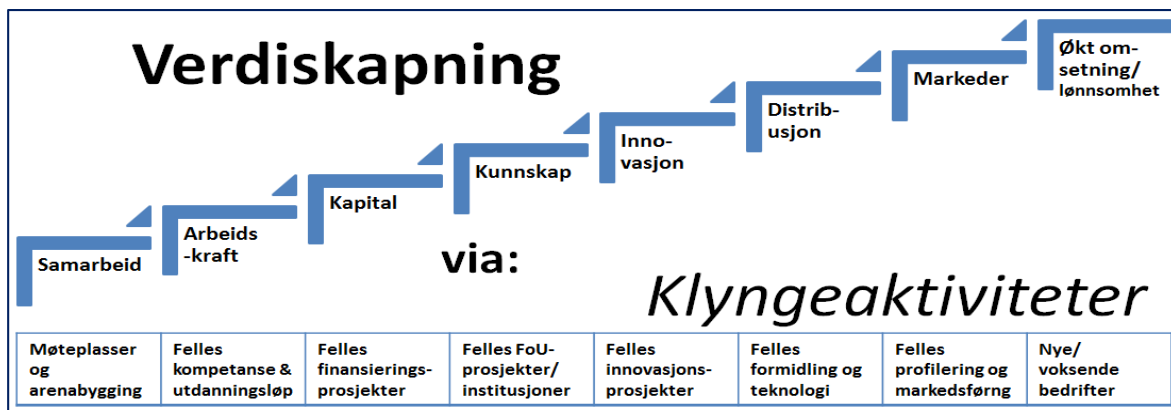 Verdiskapning
Samarbeid
Arbeids
-kraft
Kapital
Kunnskap
Inno-
vasjon
Distrib-
usjon
Markeder
Økt om-
setning/
lønnsomhet
via:
Klyngeaktiviteter
Møteplasser
og
arenabygging
Felles
kompetanse &
utdanningsløp
Felles
finansierings-
prosjekter
Felles FoU-
prosjekter/
institusjoner
Felles
innovasjons-
prosjekter
Felles
formidling og
teknologi
Felles
profilering og
markedsførng
Nye/
voksende
bedrifter